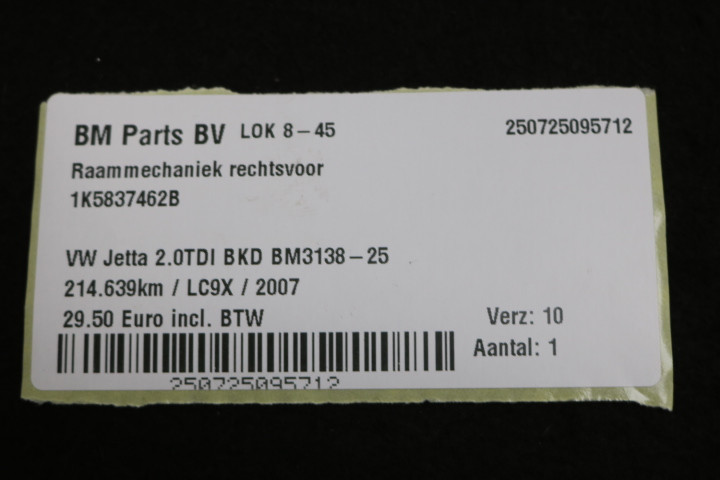 BM Parts BV LOK 8-45 250725095712
Raammechaniek rechtsvoor
1K5837462B
VW Jetta 2.0TDI BKD BM3138-25
214.639km / LC9X / 2007
29.50 Euro incl. BTW Verz: 10
Aantal: 1
250725095712